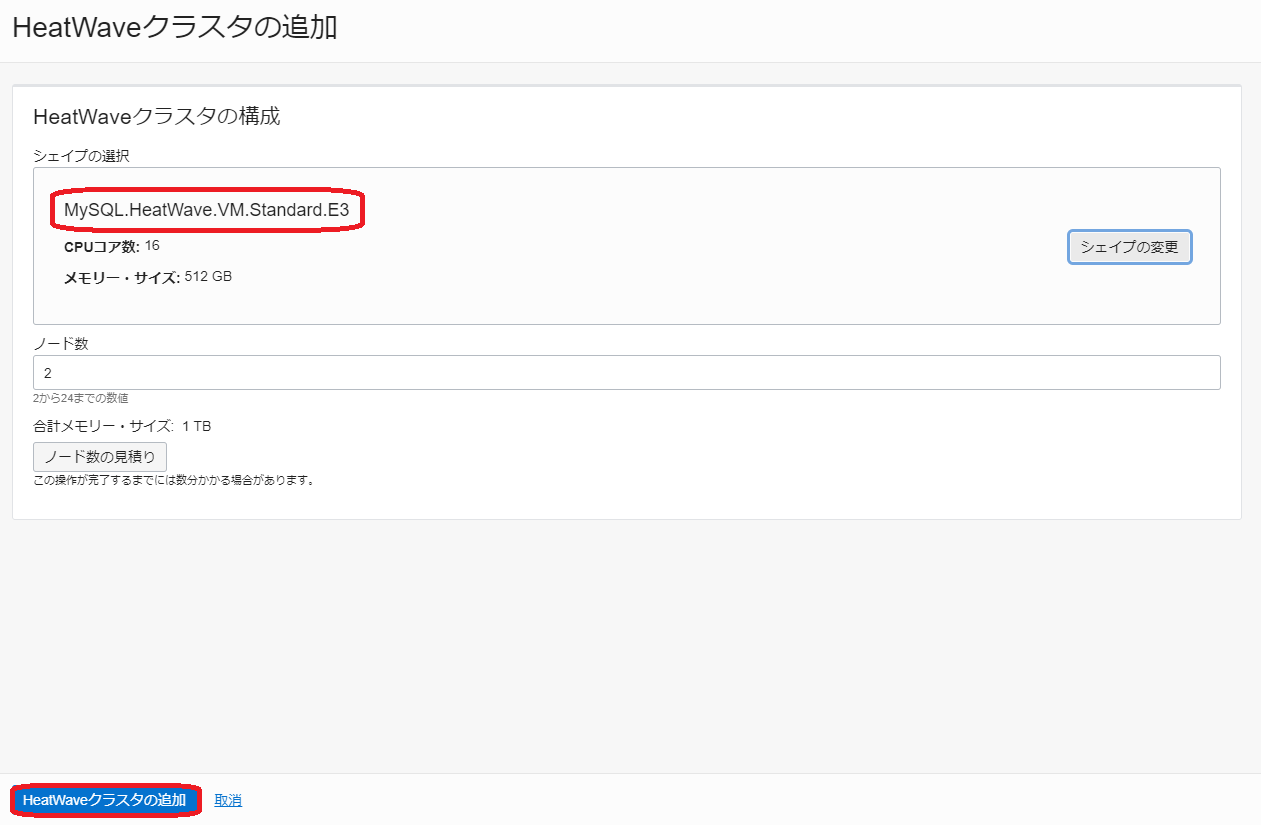 HeatWaveクラスタの追加
HeatWaveクラスタの構成
シェイプの選択
MySQL.HeatWave.VM.Standard.E3
CPUコア数: 16
メモリー・サイズ: 512 GB
シェイプの変更
ノード数
2
2から24までの数値
合計メモリー・サイズ: 1 TB
ノード数の見積り
この操作が完了するまでには数分かかる場合があります。
HeatWaveクラスタの追加 取消